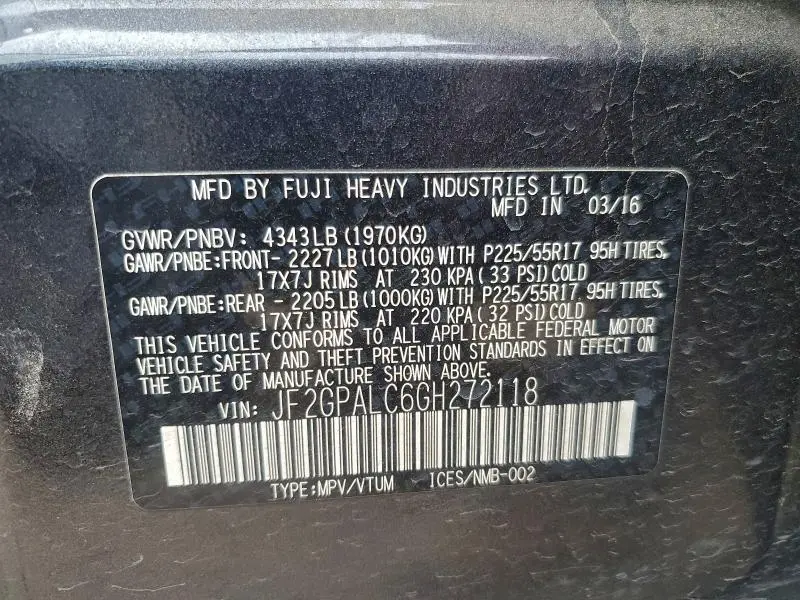 MFD BY FUJI HEAVY INDUSTRIES LTD.
MFD IN 03/16
GVWR/PNBV: 4343LB(1970KG)
GAWR/PNBE:FRONT- 2227LB(1010KG)WITH P225/55R17 95H TIRES,
17X7J RIMS AT 230 KPA( 33 PSI)COLD
GAWR/PNBE:REAR - 2205LB(1000KG)WITH P225/55R17 95H TIRES,
17X7J RIMS AT 220 KPA( 32 PSI)COLD
THIS VEHICLE CONFORMS TO ALL APPLICABLE FEDERAL MOTOR
VEHICLE SAFETY AND THEFT PREVENTION STANDARDS IN EFFECT ON
THE DATE OF MANUFACTURE SHOWN ABOVE.
VIN: JF2GPALC6GH272118
TYPE:MPV/VTUM ICES/NMB-002